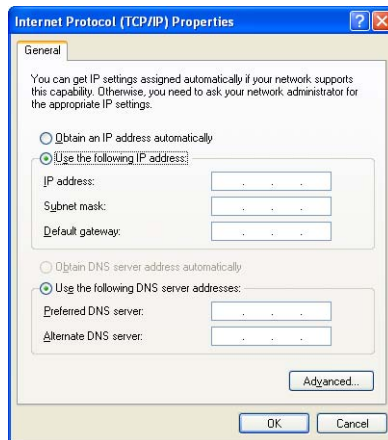 Internet Protocol (TCP/IP) Properties
General
You can get IP settings assigned automatically if your network supports
this capability. Otherwise, you need to ask your network administrator for
the appropriate IP settings.
Obtain an IP address automatically
Use the following IP address:
IP address:
Subnet mask:
Default gateway:
Obtain DNS server address automatically
Use the following DNS server addresses:
Preferred DNS server:
Alternate DNS server:
Advanced...
OK Cancel